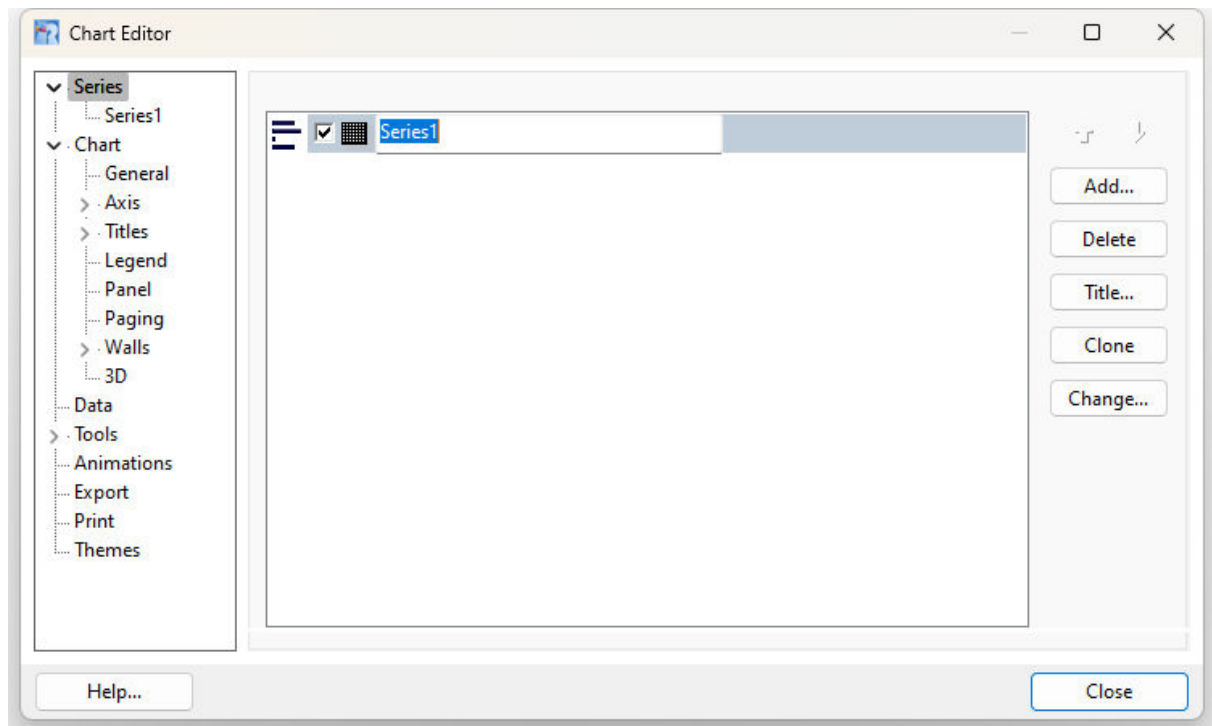 Chart Editor
Series
Series1
Chart
General
Axis
Titles
Legend
Panel
Paging
Walls
3D
Data
Tools
Animations
Export
Print
Themes
Series1
Add...
Delete
Title...
Clone
Change...
Help...
Close